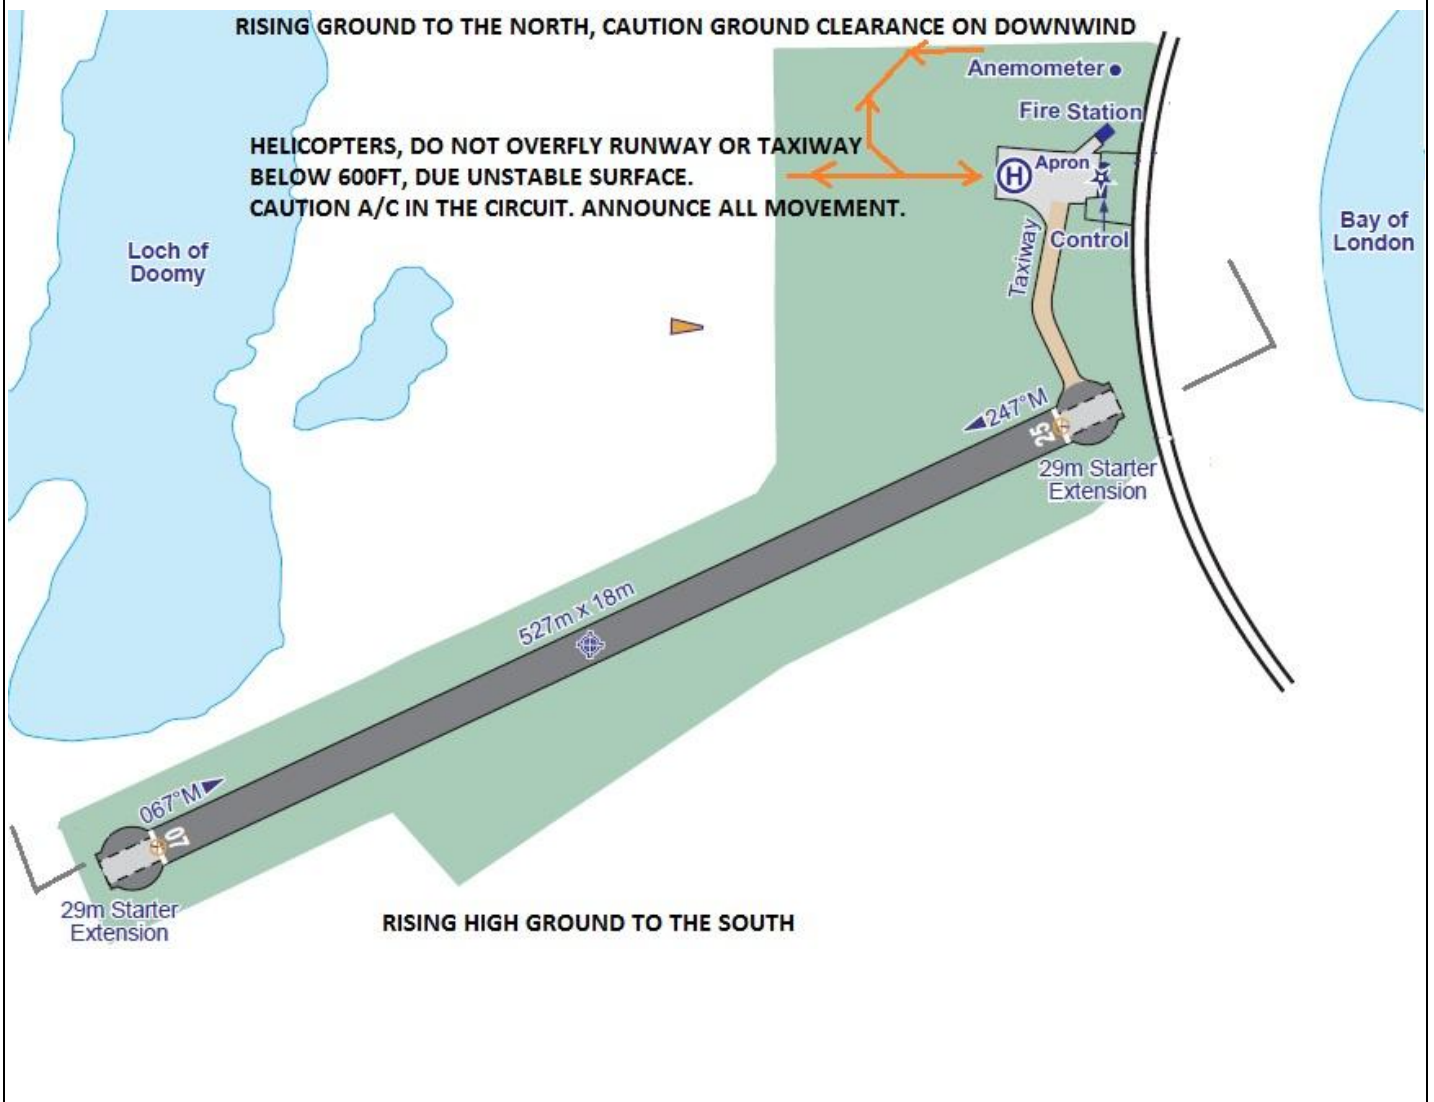 RISING GROUND TO THE NORTH, CAUTION GROUND CLEARANCE ON DOWNWIND
Anemometer
Fire Station
HELICOPTERS, DO NOT OVERFLY RUNWAY OR TAXIWAY
BELOW 600FT, DUE UNSTABLE SURFACE.
CAUTION A/C IN THE CIRCUIT. ANNOUNCE ALL MOVEMENT.
Apron
H
Control
Taxiway
Loch of
Doomy
Bay of
London
247°M
25
29m Starter
Extension
527m x 18m
067°M
07
29m Starter
Extension
RISING HIGH GROUND TO THE SOUTH